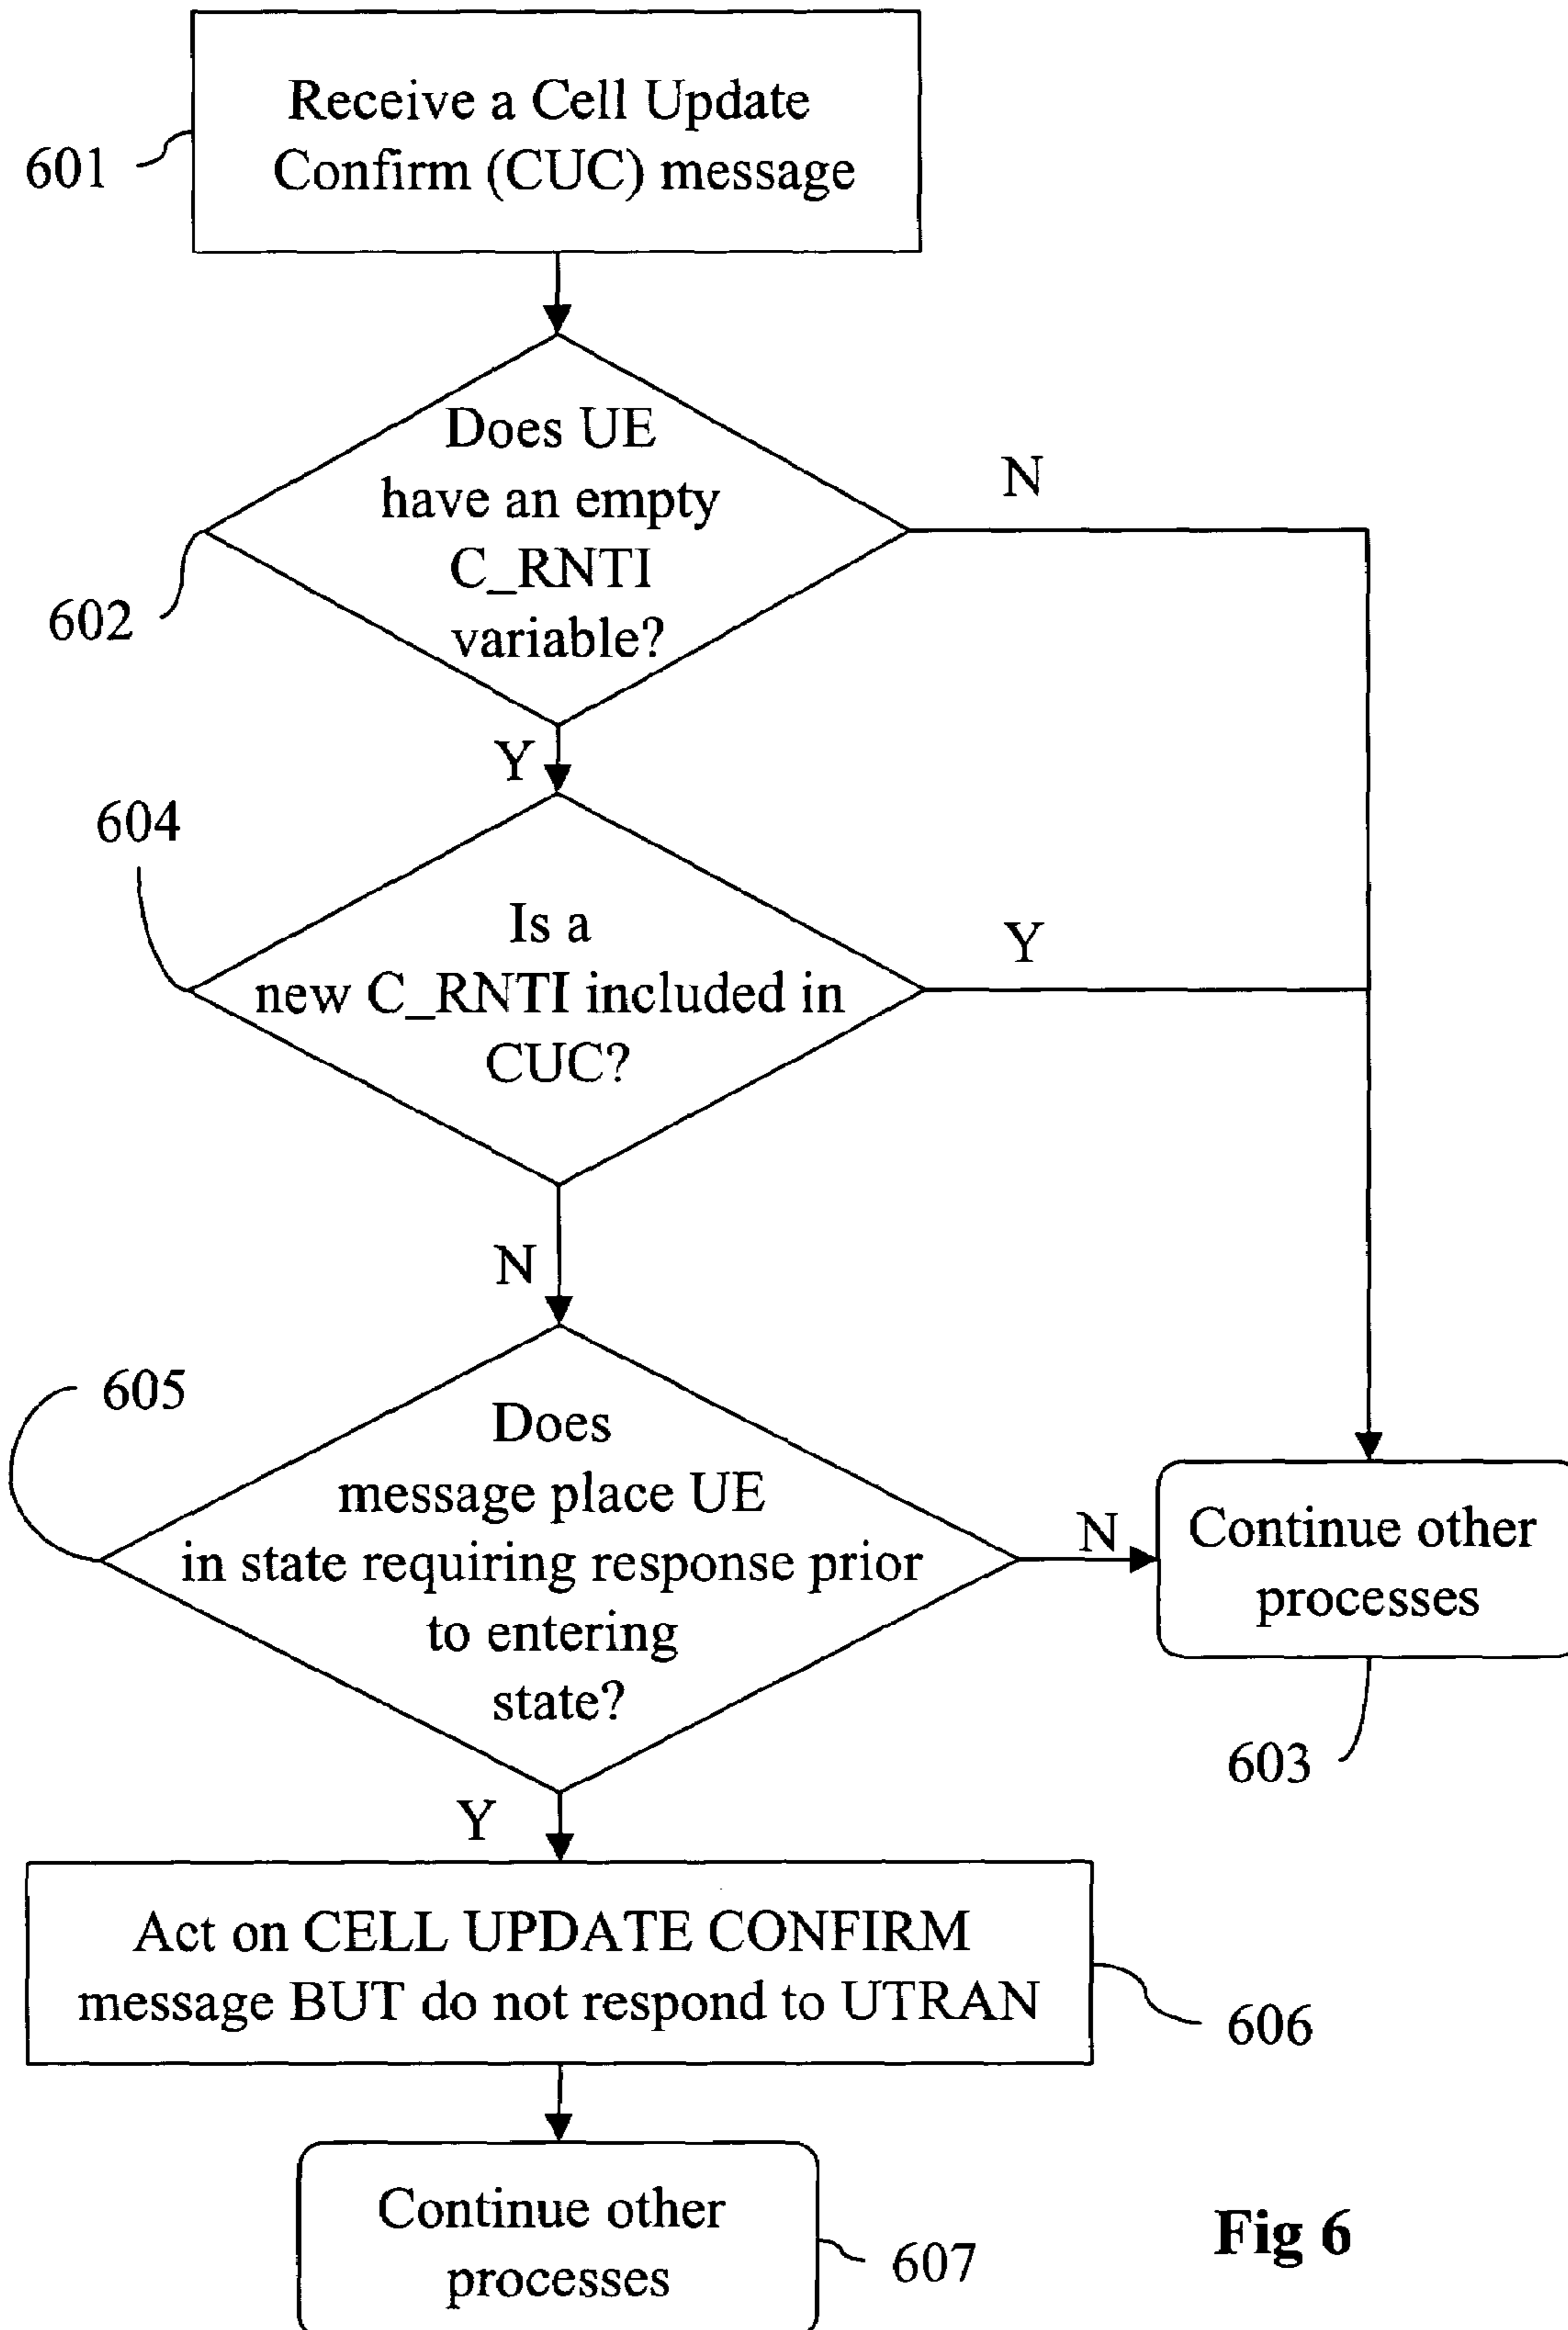 Receive a Cell Update
Confirm (CUC) message
601
Does UE
have an empty
C_RNTI
variable?
N
602
Y
604
Is a
new C_RNTI included in
CUC?
Y
N
605
Does
message place UE
in state requiring response prior
to entering
state?
N
Continue other
processes
603
Y
Act on CELL UPDATE CONFIRM
message BUT do not respond to UTRAN
606
Continue other
processes
607
Fig 6